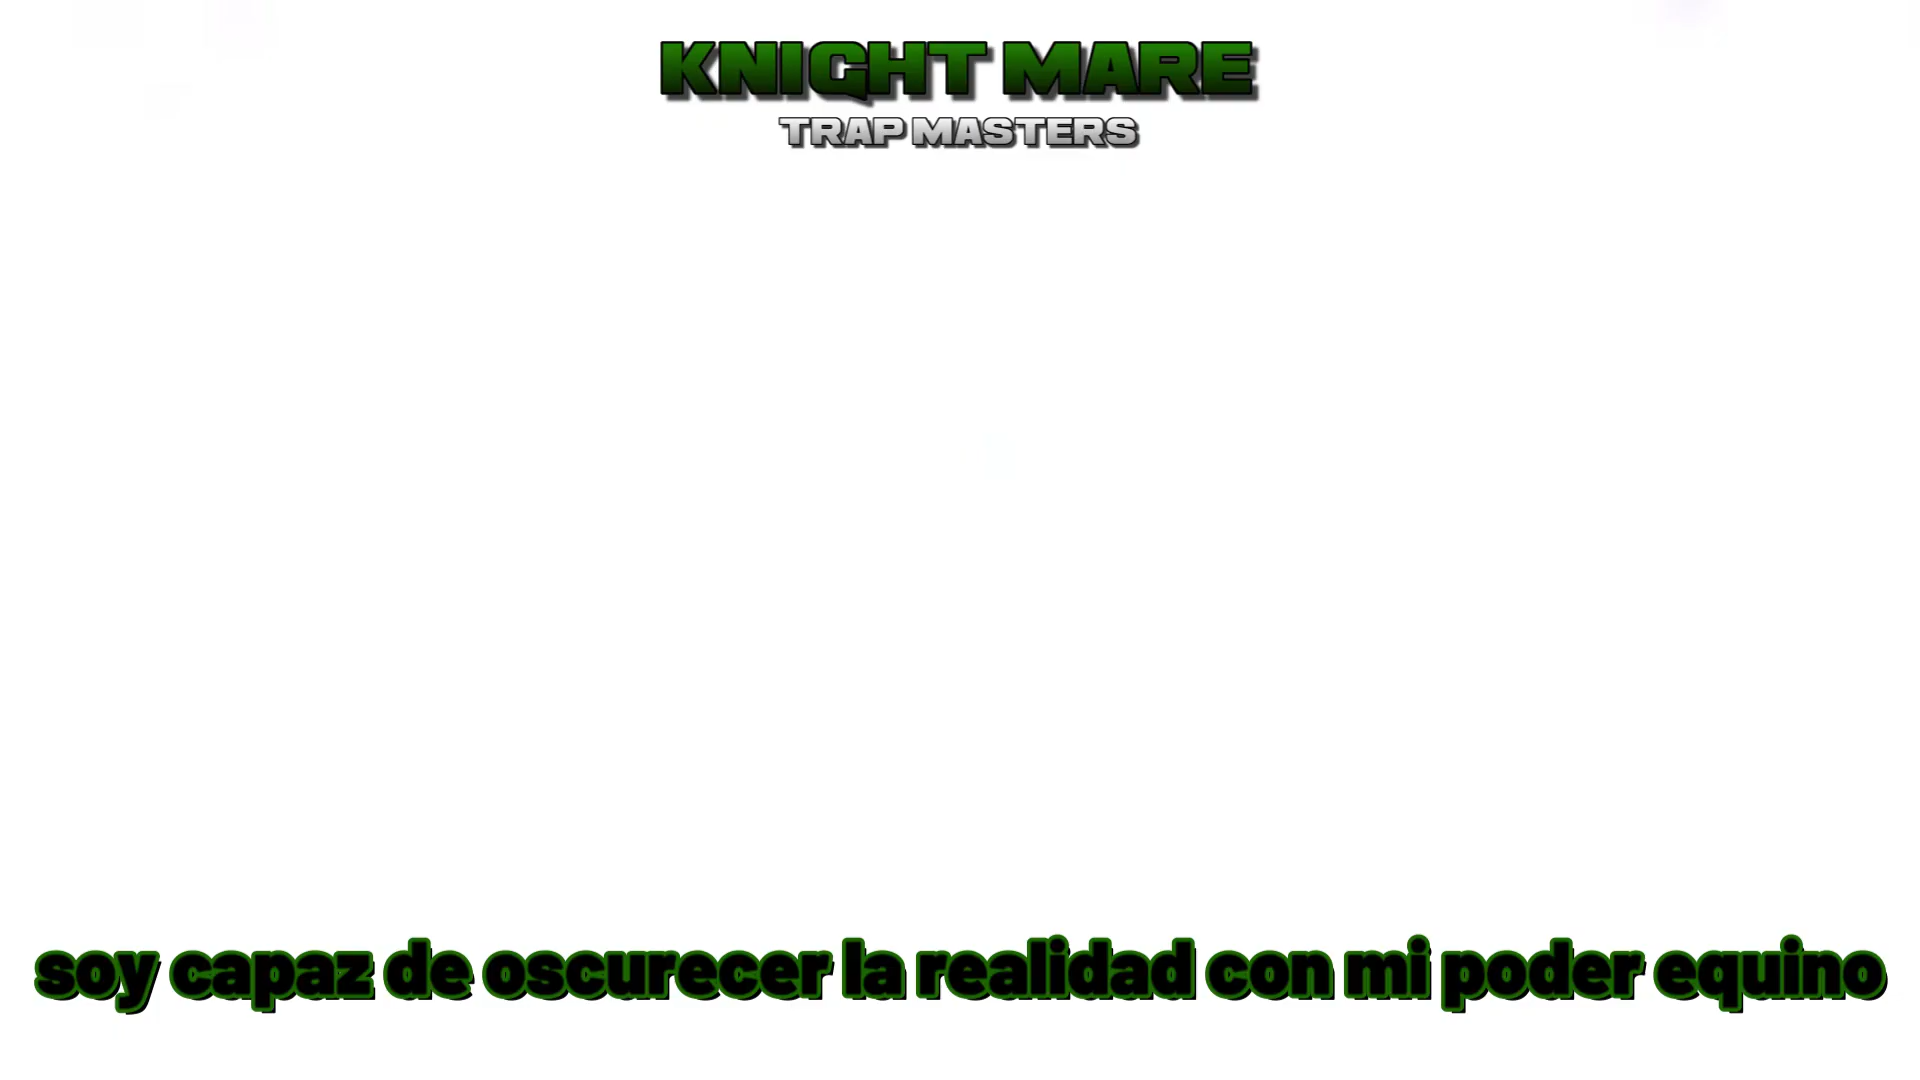 KNIGHT MARE
TRAP MASTERS
soy capaz de oscurecer la realidad con mi poder equino